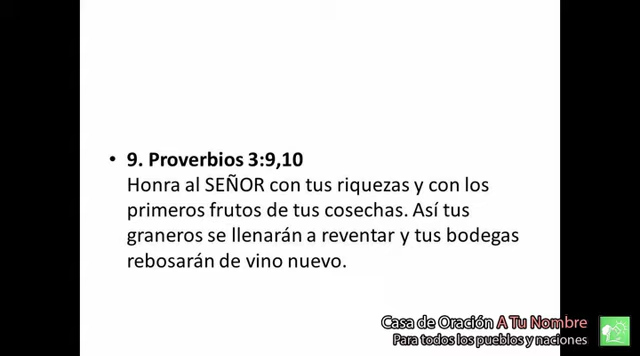 • 9. Proverbios 3:9,10
Honra al SEÑOR con tus riquezas y con los
primeros frutos de tus cosechas. Así tus
graneros se llenarán a reventar y tus bodegas
rebosarán de vino nuevo.
Casa de Oración A Tu Nombre
Para todos los pueblos y naciones